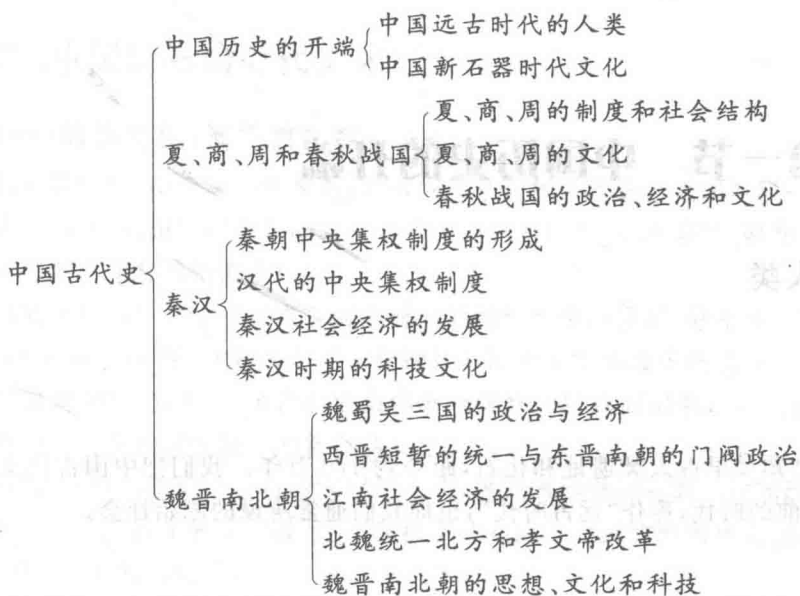 中国古代史
中国历史的开端
中国远古时代的人类
中国新石器时代文化
夏、商、周和春秋战国
夏、商、周的制度和社会结构
夏、商、周的文化
春秋战国的政治、经济和文化
秦汉
秦朝中央集权制度的形成
汉代的中央集权制度
秦汉社会经济的发展
秦汉时期的科技文化
魏晋南北朝
魏蜀吴三国的政治与经济
西晋短暂的统一与东晋南朝的门阀政治
江南社会经济的发展
北魏统一北方和孝文帝改革
魏晋南北朝的思想、文化和科技